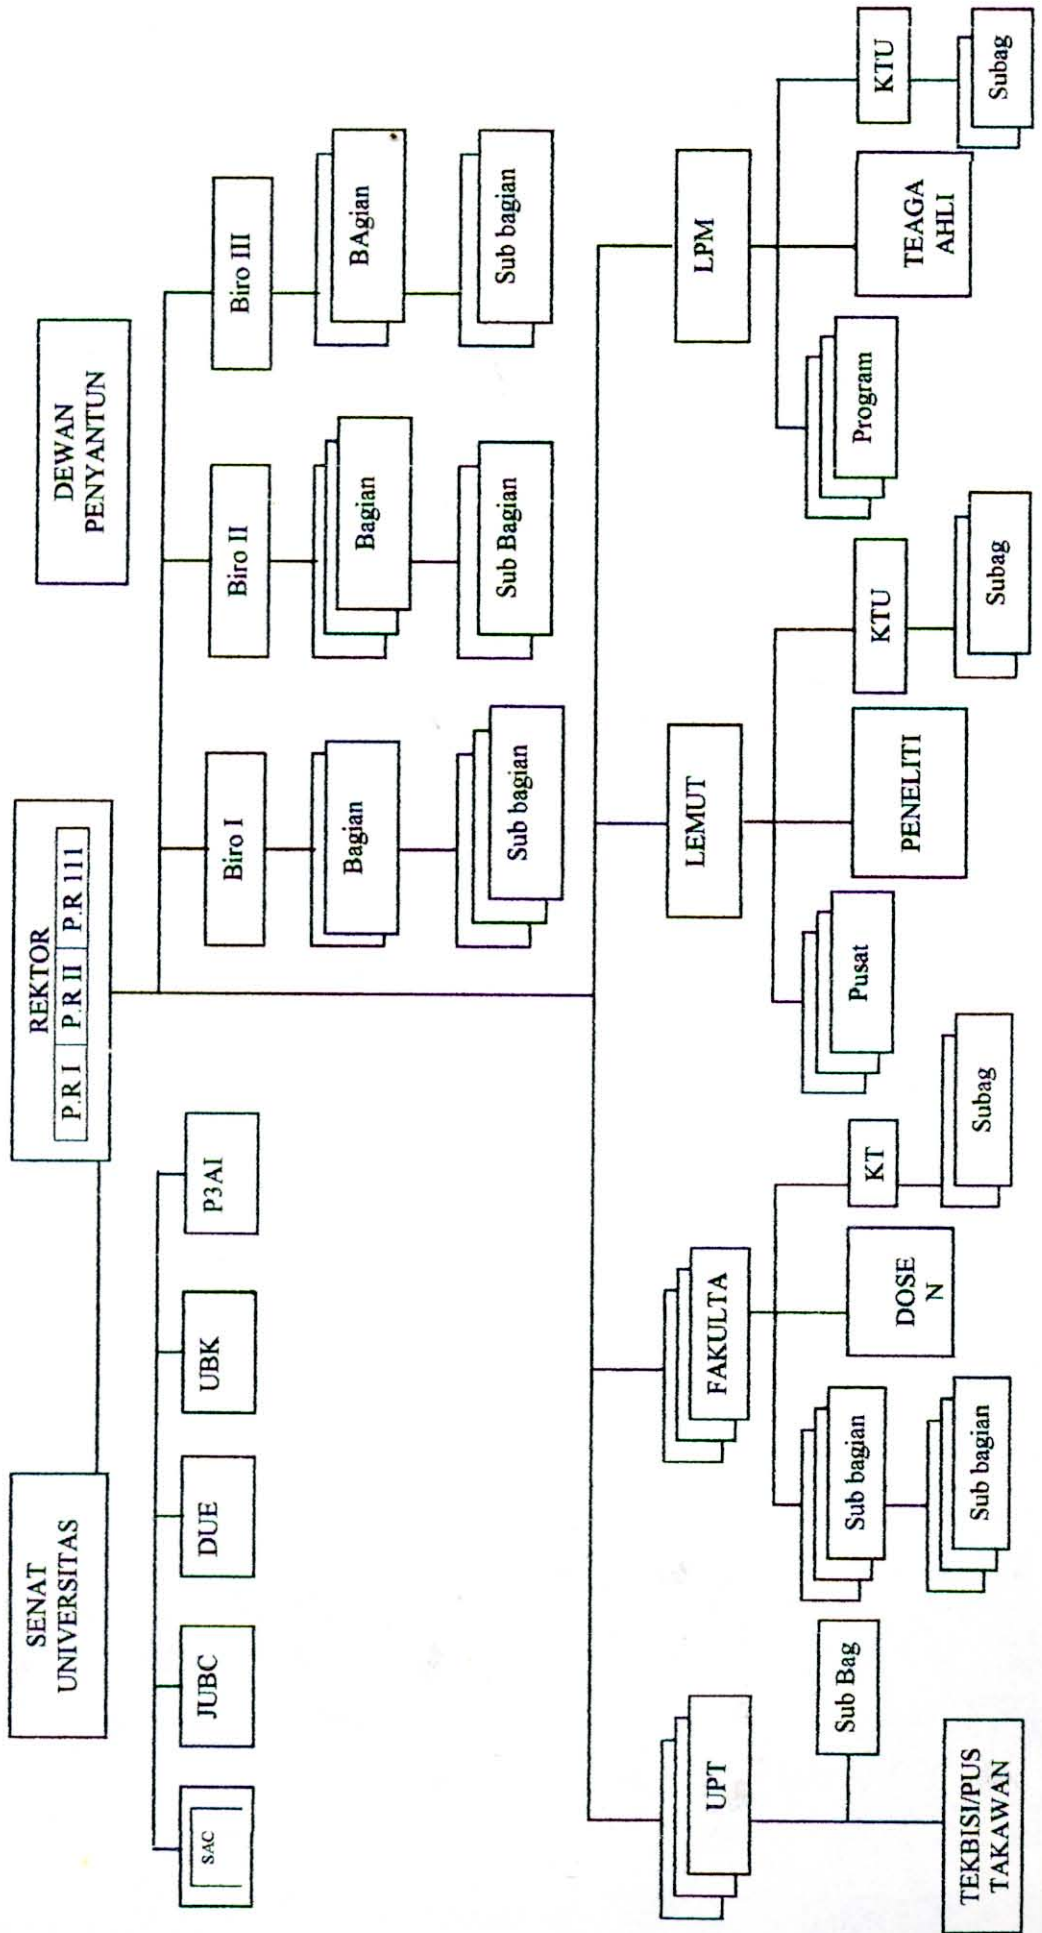 SENAT
UNIVERSITAS
REKTOR
P.R I
P.R II
P.R 111
DEWAN
PENYANTUN
SAC
JUBC
DUE
UBK
P3AI
Biro I
Biro II
Biro III
Bagian
Bagian
BAgian
Sub bagian
Sub Bagian
Sub bagian
UPT
FAKULTA
LEMUT
LPM
Sub Bag
TEKBISI/PUS
TAKAWAN
Sub bagian
DOSE
N
KT
Sub bagian
Subag
Pusat
PENELITI
KTU
Subag
Program
TEAGA
AHLI
KTU
Subag